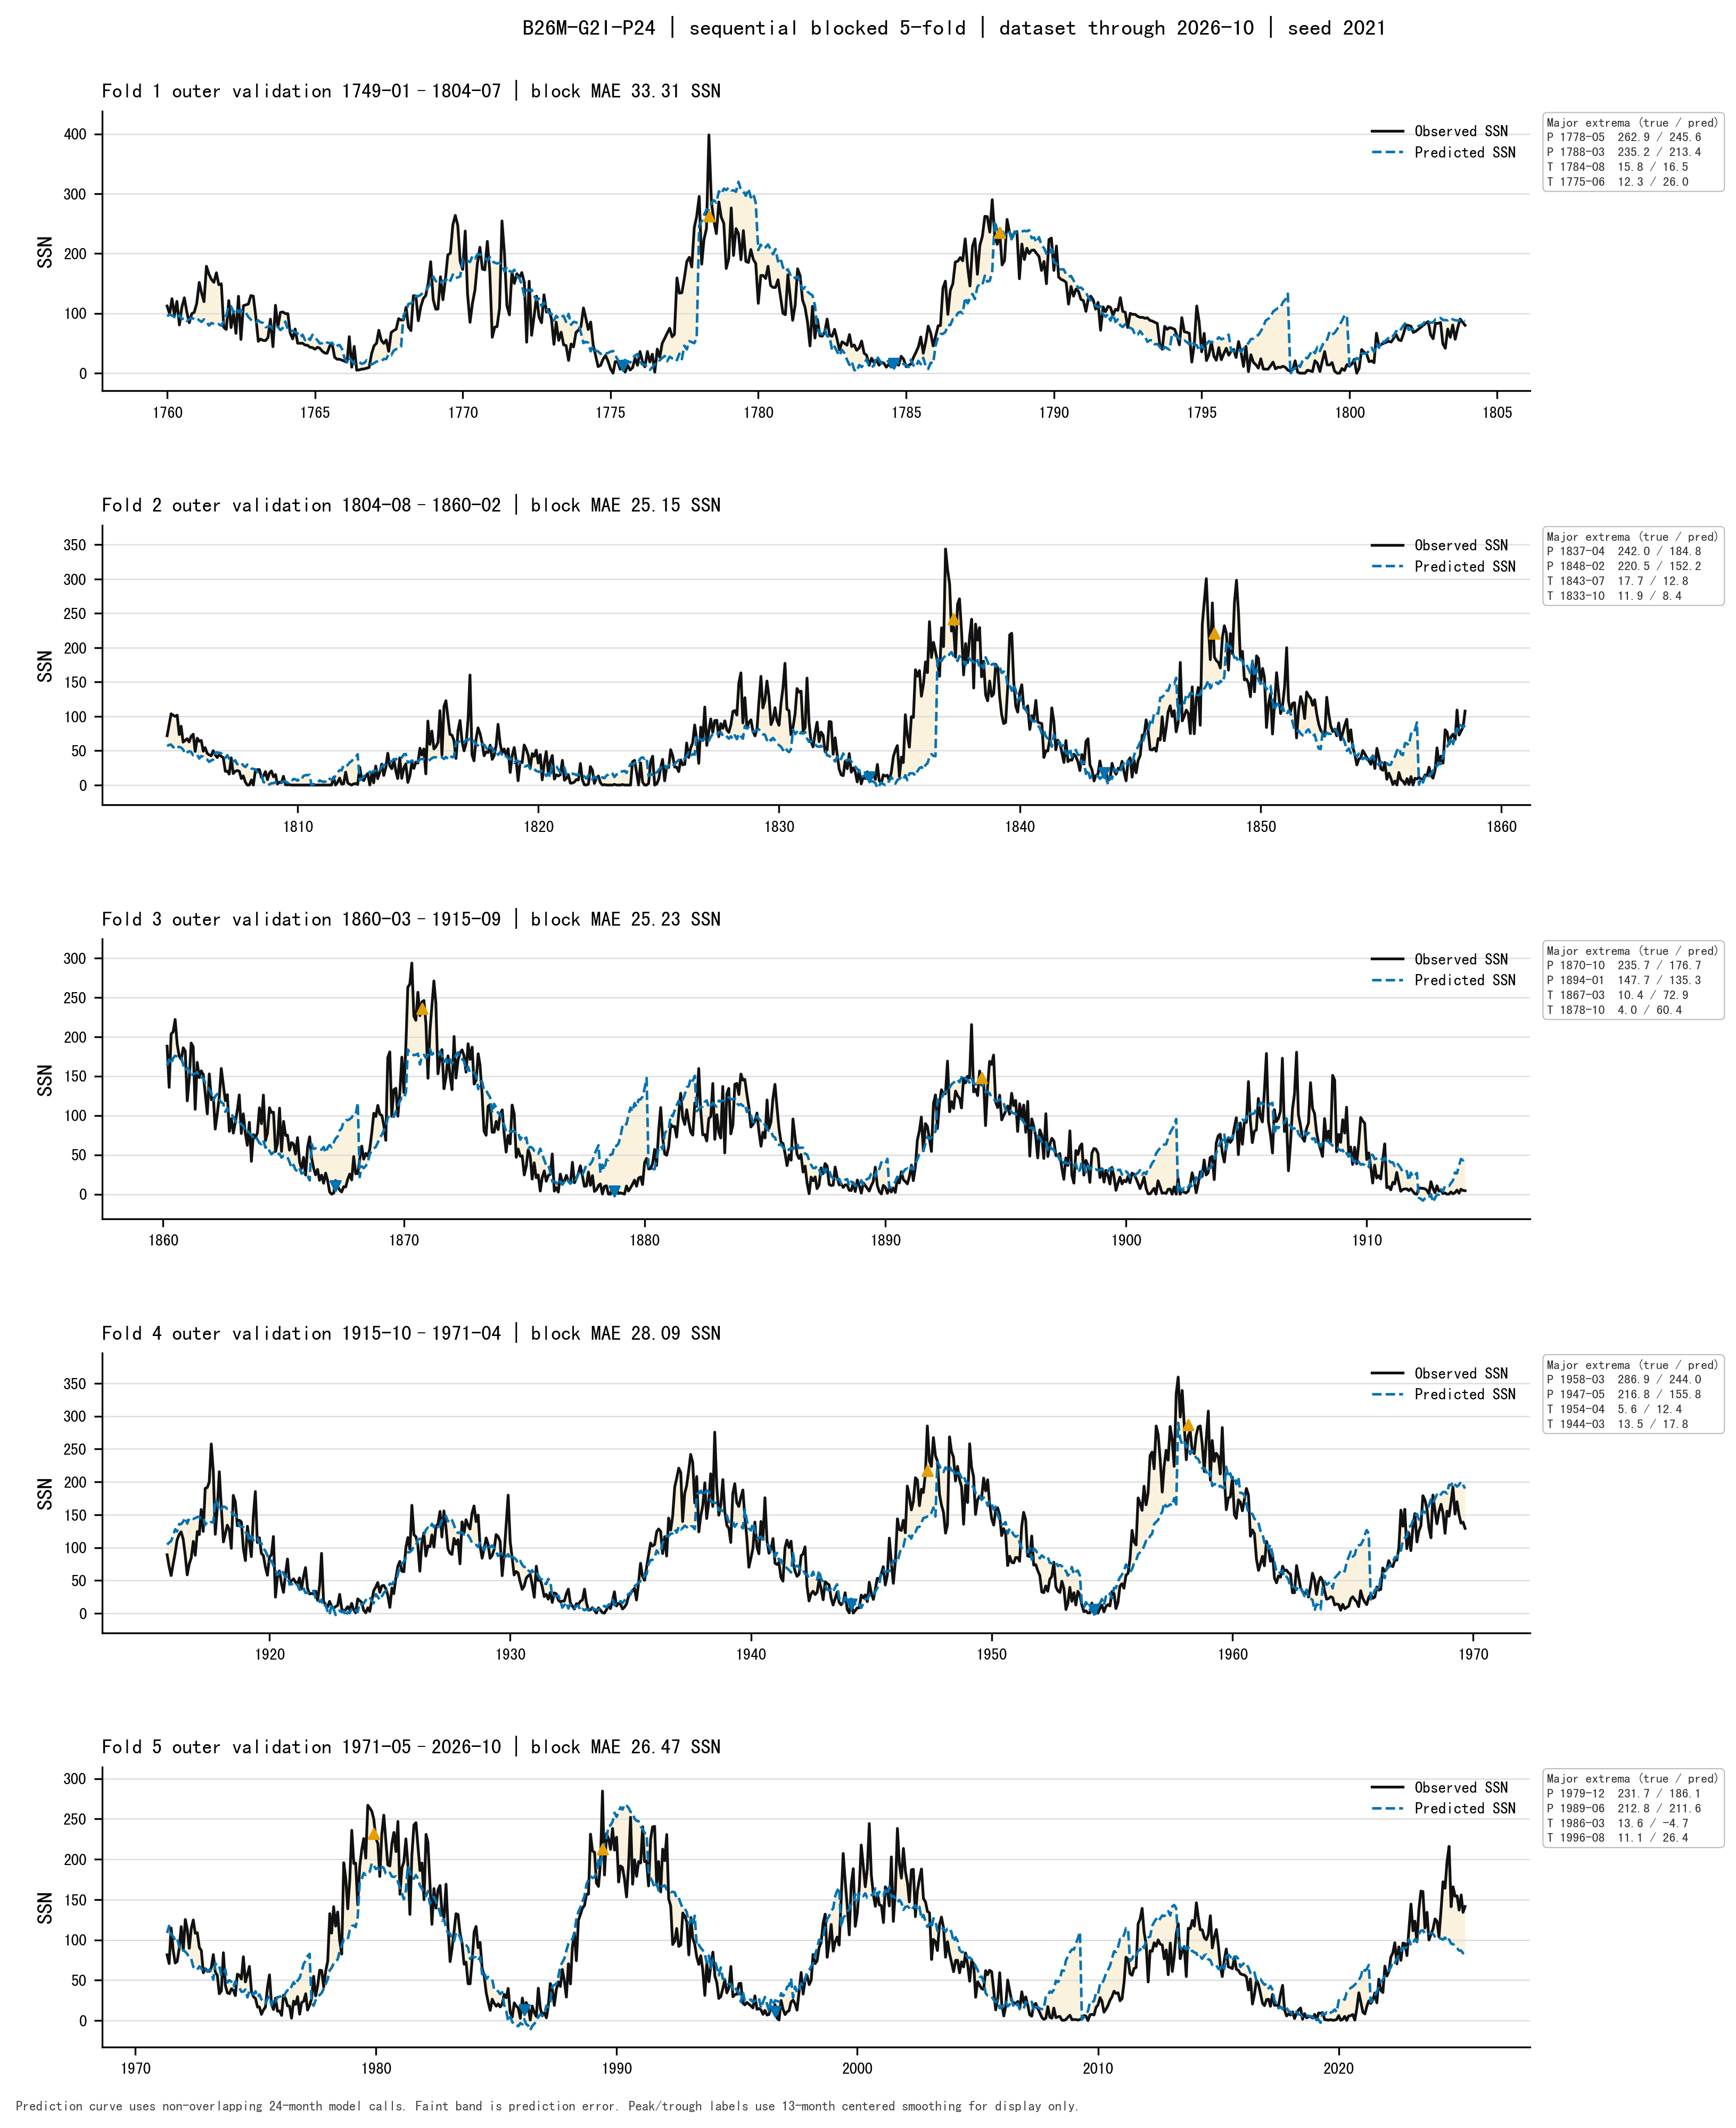 B26M-G2I-P24 | sequential blocked 5-fold | dataset through 2026-10 | seed 2021
Fold 1 outer validation 1749-01 - 1804-07 | block MAE 33.31 SSN
SSN
400
300
200
100
0
Observed SSN
Predicted SSN
Major extrema (true / pred)
P 1778-05 262.9 / 245.6
P 1788-03 235.2 / 213.4
T 1784-08 15.8 / 16.5
T 1775-06 12.3 / 26.0
1760 1765 1770 1775 1780 1785 1790 1795 1800 1805
Fold 2 outer validation 1804-08 - 1860-02 | block MAE 25.15 SSN
SSN
350
300
250
200
150
100
50
0
Observed SSN
Predicted SSN
Major extrema (true / pred)
P 1837-04 242.0 / 184.8
P 1848-02 220.5 / 152.2
T 1843-07 17.7 / 12.8
T 1833-10 11.9 / 8.4
1810 1820 1830 1840 1850 1860
Fold 3 outer validation 1860-03 - 1915-09 | block MAE 25.23 SSN
SSN
300
250
200
150
100
50
0
Observed SSN
Predicted SSN
Major extrema (true / pred)
P 1870-10 235.7 / 176.7
P 1894-01 147.7 / 135.3
T 1867-03 10.4 / 72.9
T 1878-10 4.0 / 60.4
1860 1870 1880 1890 1900 1910
Fold 4 outer validation 1915-10 - 1971-04 | block MAE 28.09 SSN
SSN
350
300
250
200
150
100
50
0
Observed SSN
Predicted SSN
Major extrema (true / pred)
P 1958-03 286.9 / 244.0
P 1947-05 216.8 / 155.8
T 1954-04 5.6 / 12.4
T 1944-03 13.5 / 17.8
1920 1930 1940 1950 1960 1970
Fold 5 outer validation 1971-05 - 2026-10 | block MAE 26.47 SSN
SSN
300
250
200
150
100
50
0
Observed SSN
Predicted SSN
Major extrema (true / pred)
P 1979-12 231.7 / 186.1
P 1989-06 212.8 / 211.6
T 1986-03 13.6 / -4.7
T 1996-08 11.1 / 26.4
1970 1980 1990 2000 2010 2020
Prediction curve uses non-overlapping 24-month model calls. Faint band is prediction error. Peak/trough labels use 13-month centered smoothing for display only.